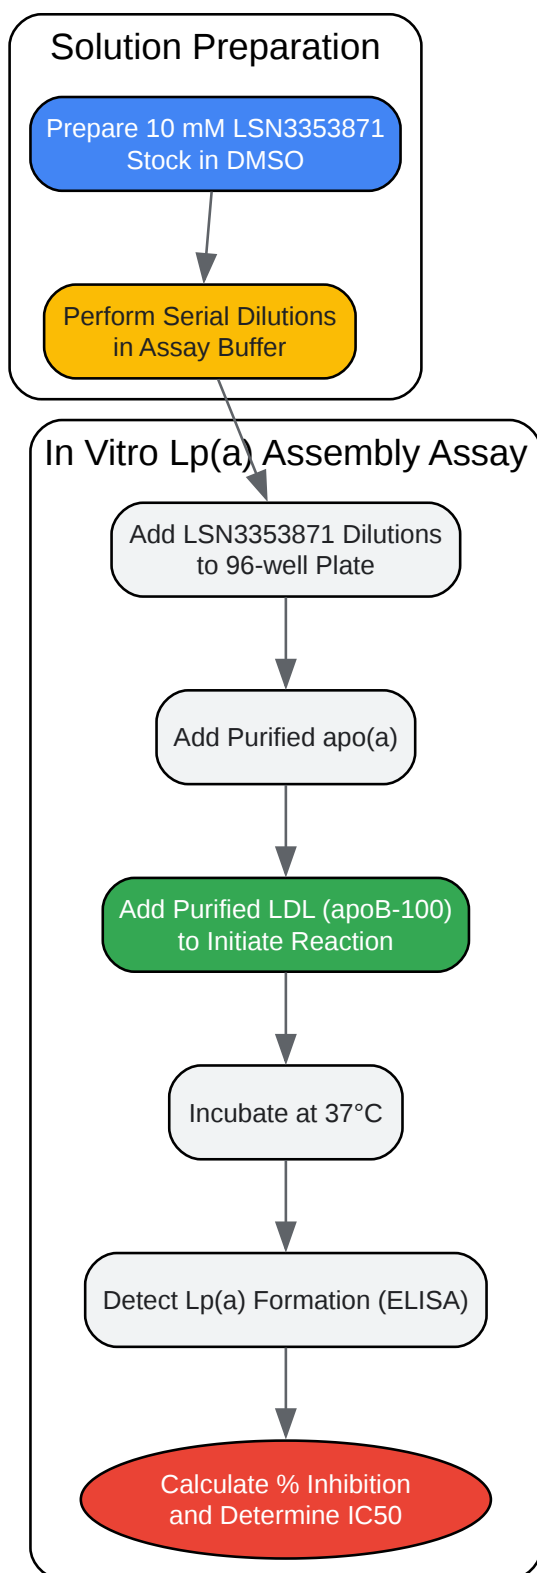 Solution Preparation
Prepare 10 mM LSN3353871
Stock in DMSO
Perform Serial Dilutions
in Assay Buffer
In Vitro Lp(a) Assembly Assay
Add LSN3353871 Dilutions
to 96-well Plate
Add Purified apo(a)
Add Purified LDL (apoB-100)
to Initiate Reaction
Incubate at 37°C
Detect Lp(a) Formation (ELISA)
Calculate % Inhibition
and Determine IC50